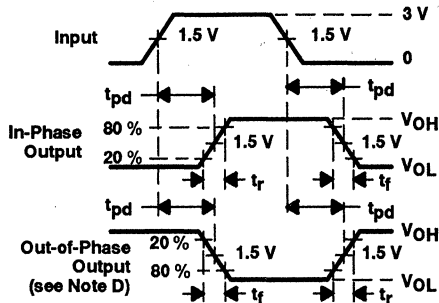 3 V
Input
1.5 V
1.5 V
0
tpd
tpd
VOH
80 %
In-Phase
Output
1.5 V
1.5 V
20 %
VOL
tr
tf
tpd
tpd
VOH
20 %
Out-of-Phase
Output
(see Note D)
1.5 V
1.5 V
80 %
VOL
tf
tr